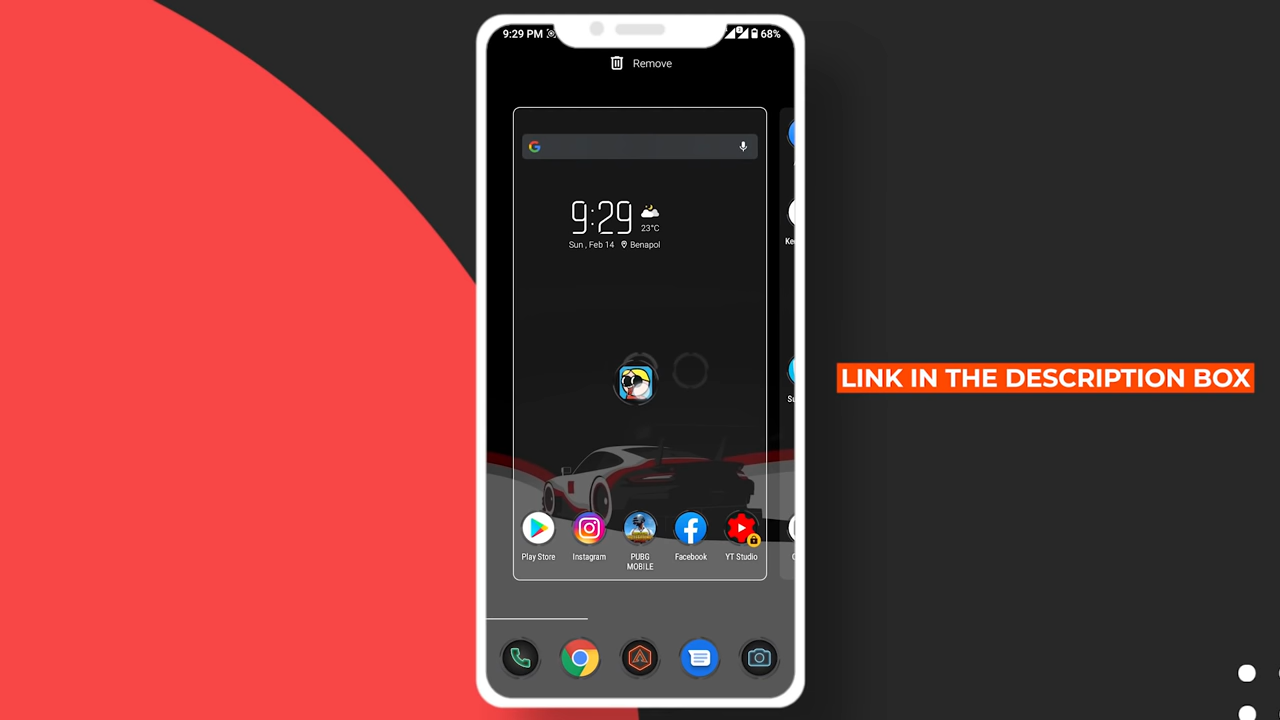 9:29 PM
68%
Remove
9:29
23°C
Sun, Feb 14
Benapol
LINK IN THE DESCRIPTION BOX
Play Store
Instagram
PUBG
MOBILE
Facebook
YT Studio